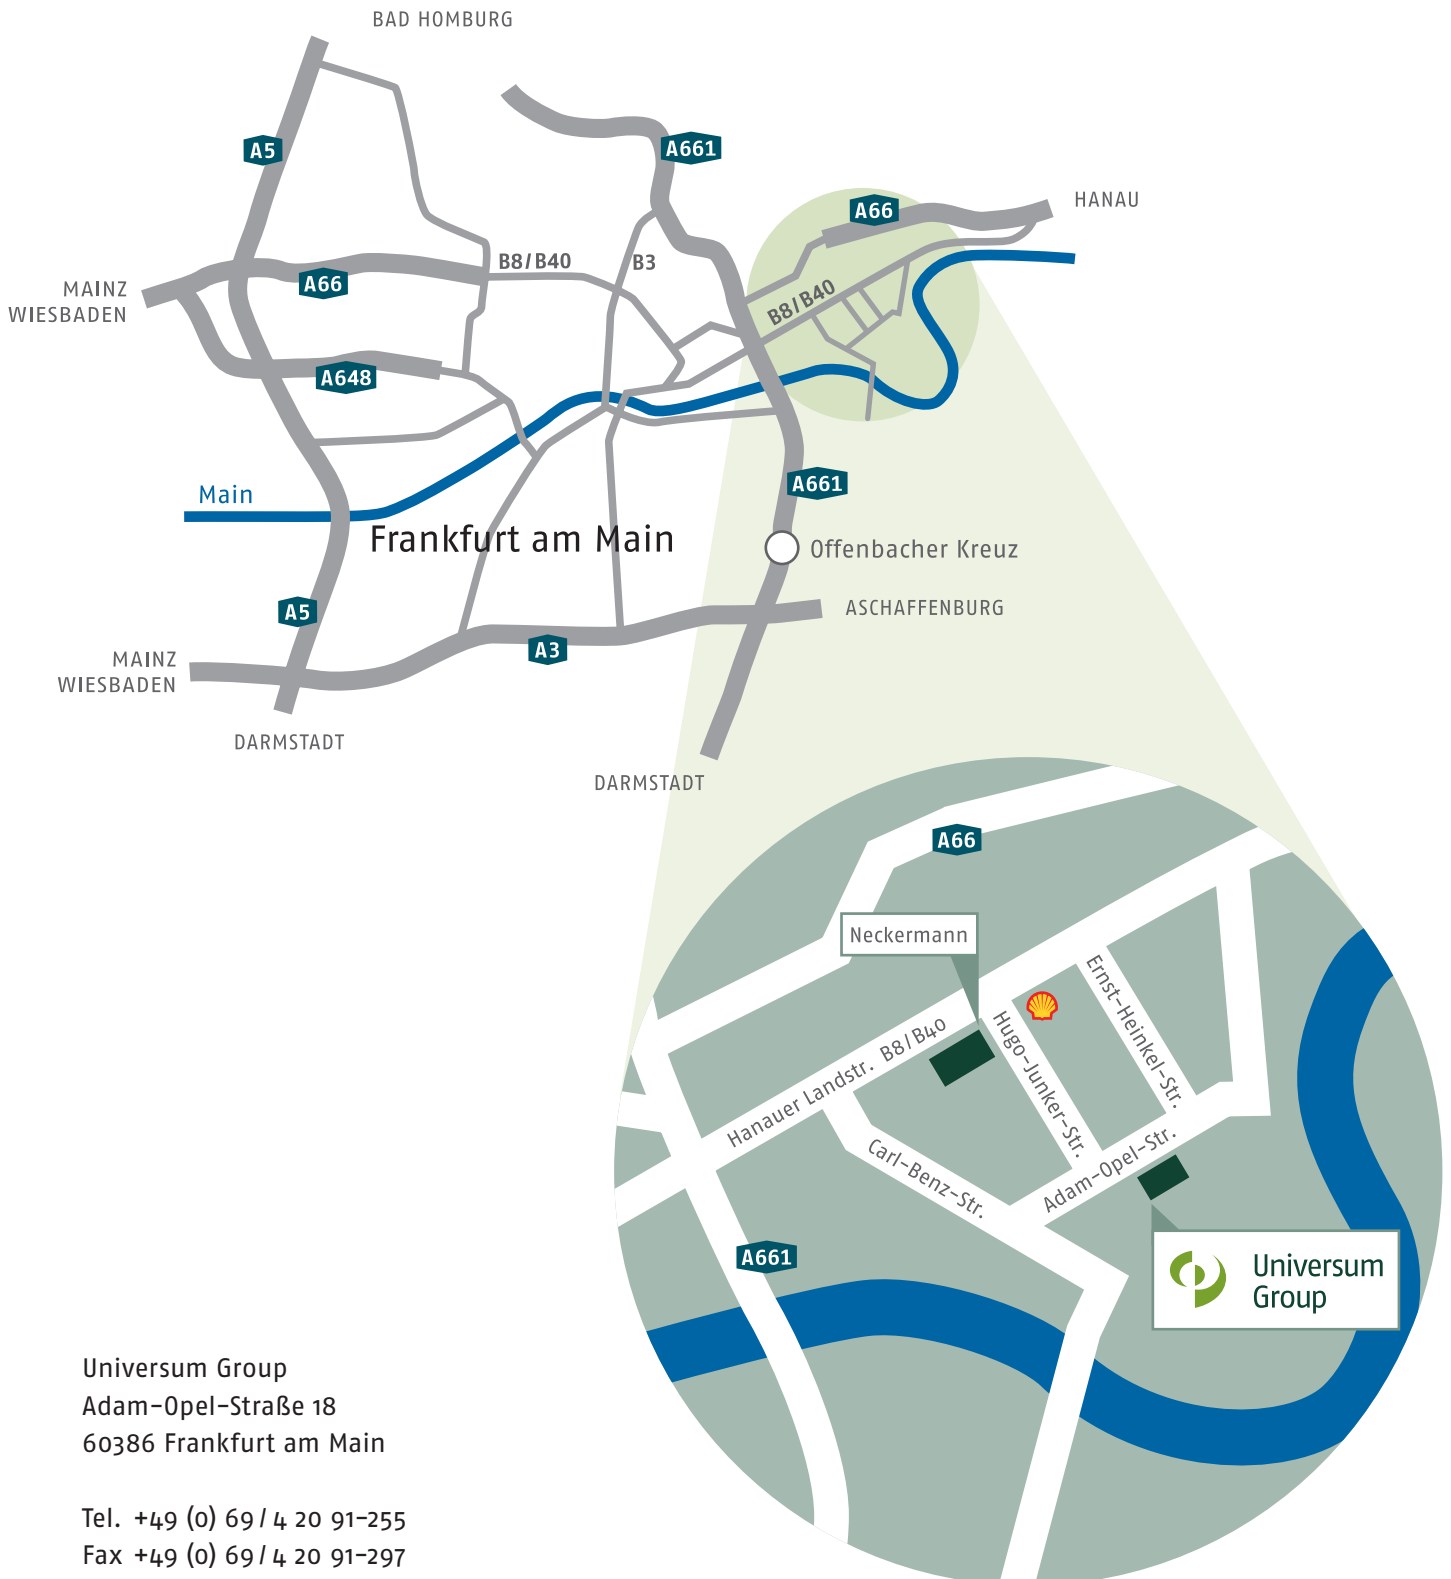 BAD HOMBURG
A5
A661
HANAU
A66
B8/B40
B3
A66
MAINZ
WIESBADEN
B8/B40
A648
Main
A661
Frankfurt am Main
Offenbacher Kreuz
A5
ASCHAFFENBURG
A3
MAINZ
WIESBADEN
DARMSTADT
DARMSTADT
A66
Neckermann
Ernst-Heinkel-Str.
Hugo-Junker-Str.
Hanauer Landstr. B8/B40
Carl-Benz-Str.
Adam-Opel-Str.
A661
Universum
Group
Universum Group
Adam-Opel-Straße 18
60386 Frankfurt am Main
Tel. +49 (0) 69 / 4 20 91-255
Fax +49 (0) 69 / 4 20 91-297